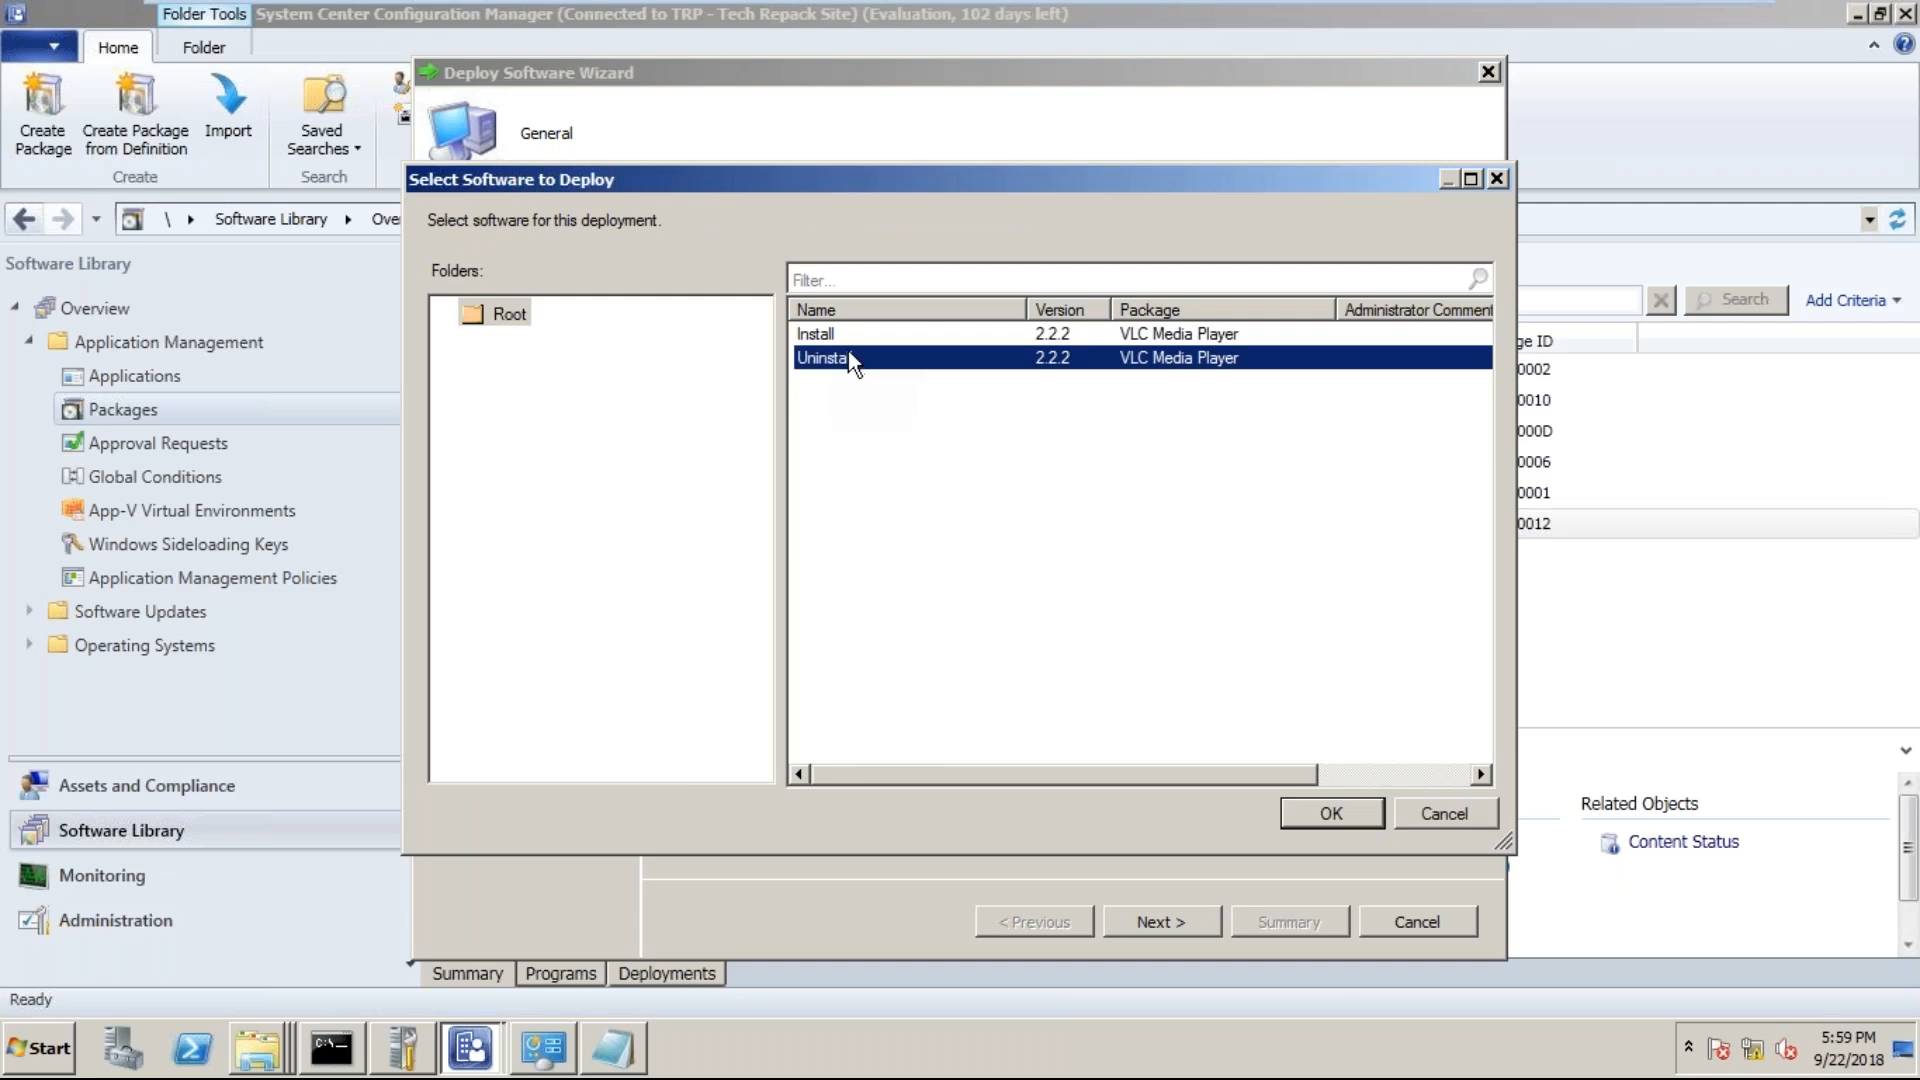 Folder Tools System Center Configuration Manager (Connected to TRP - Tech Repack Site) (Evaluation, 102 days left)
Home Folder
Deploy Software Wizard
Create Package
Create Package from Definition
Import
Saved Searches
Create
Search
General
Select Software to Deploy
Select software for this deployment.
\ Software Library
Software Library
Folders:
Filter...
Root
Name Version Package Administrator Comment
Install 2.2.2 VLC Media Player
2.2.2 VLC Media Player
Search Add Criteria
ID
0002
0010
000D
0006
0001
0012
Overview
Application Management
Applications
Packages
Approval Requests
Global Conditions
App-V Virtual Environments
Windows Sideloading Keys
Application Management Policies
Software Updates
Operating Systems
Assets and Compliance
Software Library
Monitoring
Administration
OK Cancel
Related Objects
Content Status
< Previous Next > Summary Cancel
Summary Programs Deployments
Ready
Start
C:\-
5:59 PM
9/22/2018